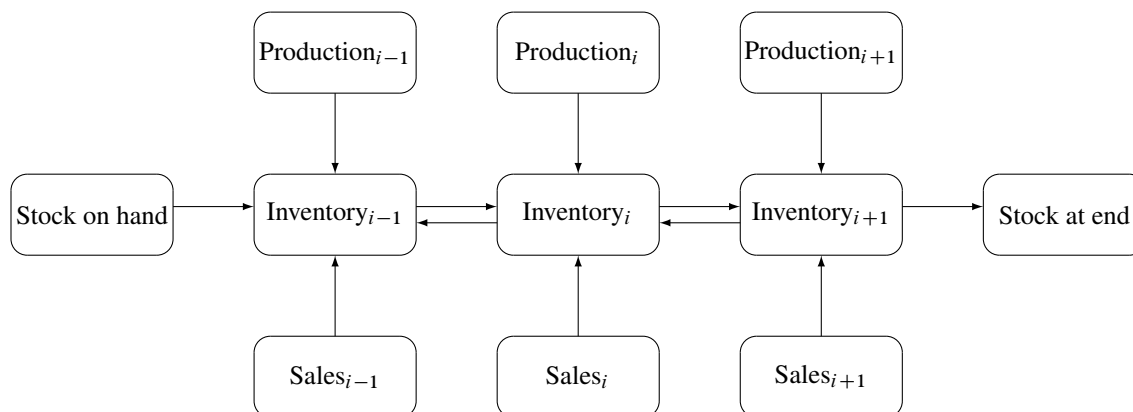 Production_{i−1}
Production_i
Production_{i+1}
Stock on hand
Inventory_{i−1}
Inventory_i
Inventory_{i+1}
Stock at end
Sales_{i−1}
Sales_i
Sales_{i+1}